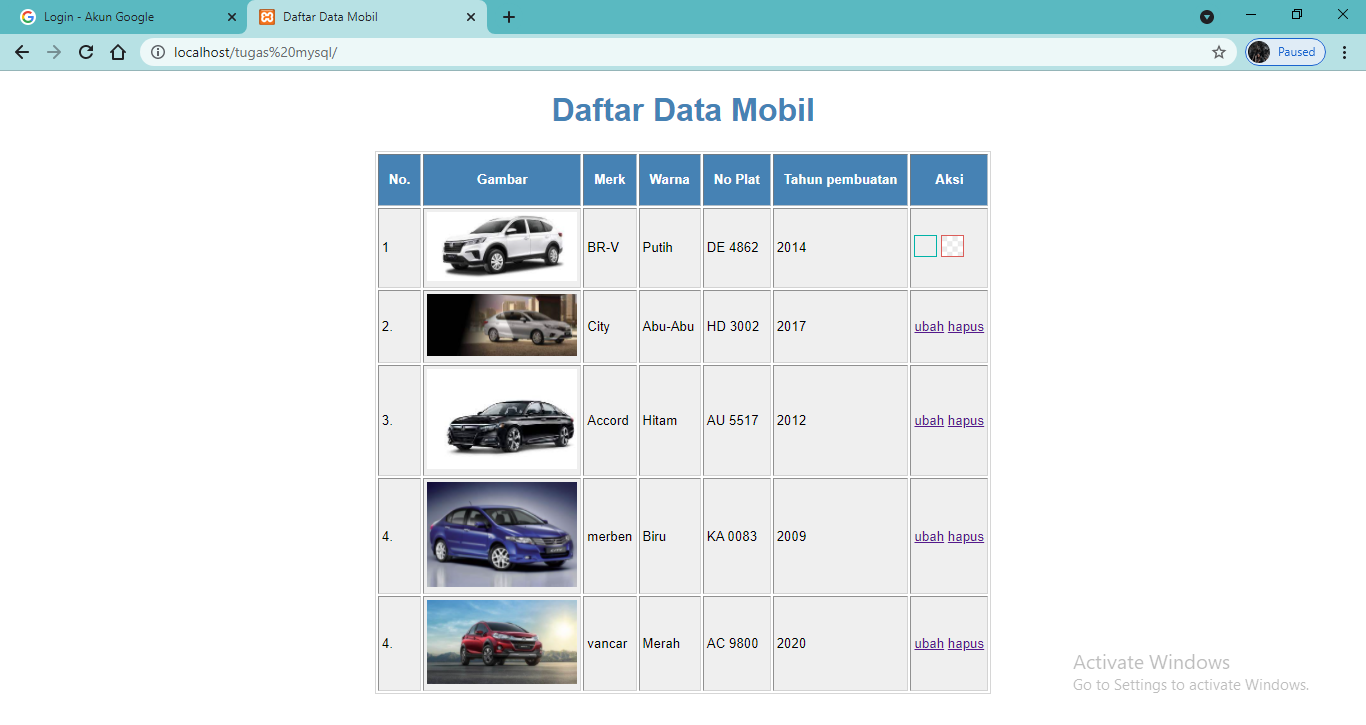 Login - Akun Google
Daftar Data Mobil
localhost/tugas%20mysql/
Paused
Daftar Data Mobil
No. Gambar Merk Warna No Plat Tahun pembuatan Aksi
1 BR-V Putih DE 4862 2014
2. City Abu-Abu HD 3002 2017 ubah hapus
3. Accord Hitam AU 5517 2012 ubah hapus
4. merben Biru KA 0083 2009 ubah hapus
4. vancar Merah AC 9800 2020 ubah hapus
Activate Windows
Go to Settings to activate Windows.